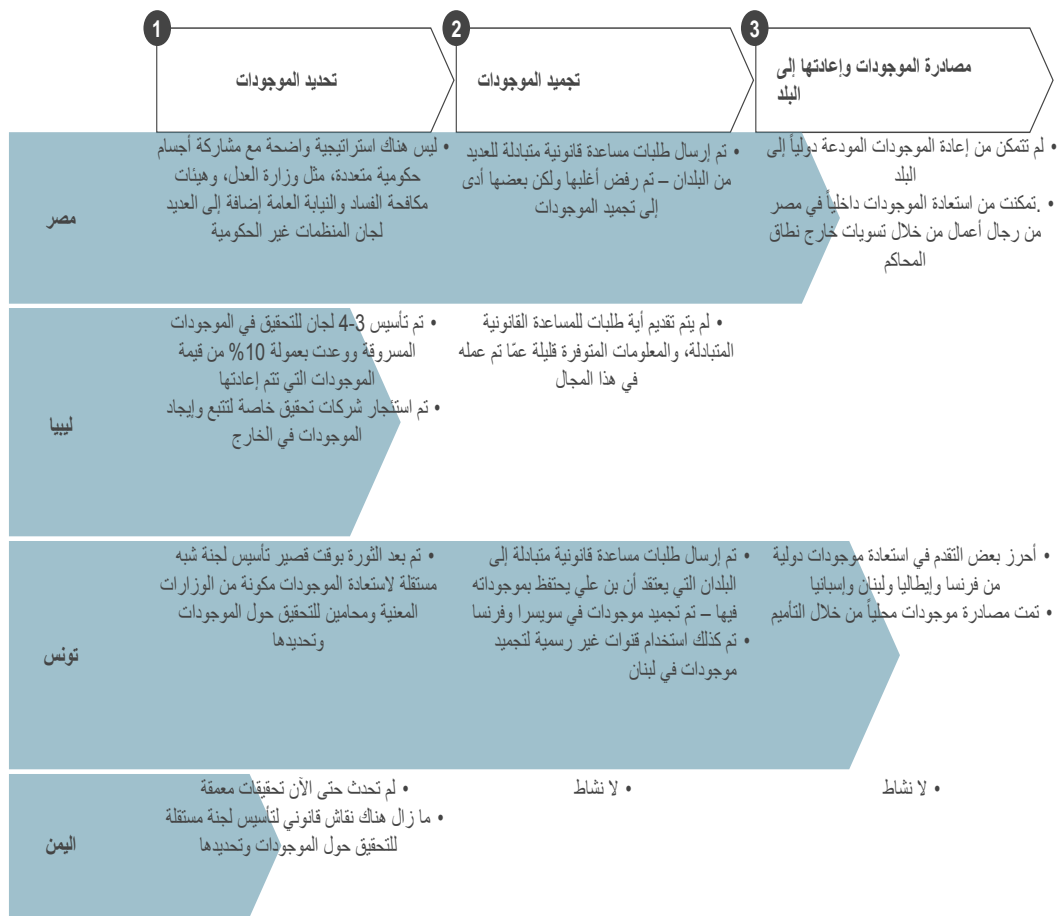 1
تحديد الموجودات
2
تجميد الموجودات
3
مصادرة الموجودات وإعادتها إلى
البلد
مصر
• ليس هناك استراتيجية واضحة مع مشاركة أجسام
حكومية متعددة، مثل وزارة العدل، وهيئات
مكافحة الفساد والنيابة العامة إضافة إلى العديد
لجان المنظمات غير الحكومية
• تم إرسال طلبات مساعدة قانونية متبادلة للعديد
من البلدان – تم رفض أغلبها ولكن بعضها أدى
إلى تجميد الموجودات
• لم تتمكن من إعادة الموجودات المودعة دولياً إلى
البلد
• .تمكنت من استعادة الموجودات داخلياً في مصر
من رجال أعمال من خلال تسويات خارج نطاق
المحاكم
ليبيا
• تم تأسيس 3-4 لجان للتحقيق في الموجودات
المسروقة ووعدت بعمولة 10% من قيمة
الموجودات التي تتم إعادتها
• تم استئجار شركات تحقيق خاصة لتتبع وإيجاد
الموجودات في الخارج
• لم يتم تقديم أية طلبات للمساعدة القانونية
المتبادلة، والمعلومات المتوفرة قليلة عمّا تم عمله
في هذا المجال
تونس
• تم بعد الثورة بوقت قصير تأسيس لجنة شبه
مستقلة لاستعادة الموجودات مكونة من الوزارات
المعنية ومحامين للتحقيق حول الموجودات
وتحديدها
• تم إرسال طلبات مساعدة قانونية متبادلة إلى
البلدان التي يعتقد أن بن علي يحتفظ بموجوداته
فيها – تم تجميد موجودات في سويسرا وفرنسا
• تم كذلك استخدام قنوات غير رسمية لتجميد
موجودات في لبنان
• أحرز بعض التقدم في استعادة موجودات دولية
من فرنسا وإيطاليا ولبنان وإسبانيا
• تمت مصادرة موجودات محلياً من خلال التأميم
اليمن
• لم تحدث حتى الآن تحقيقات معمقة
• ما زال هناك نقاش قانوني لتأسيس لجنة مستقلة
للتحقيق حول الموجودات وتحديدها
• لا نشاط
• لا نشاط